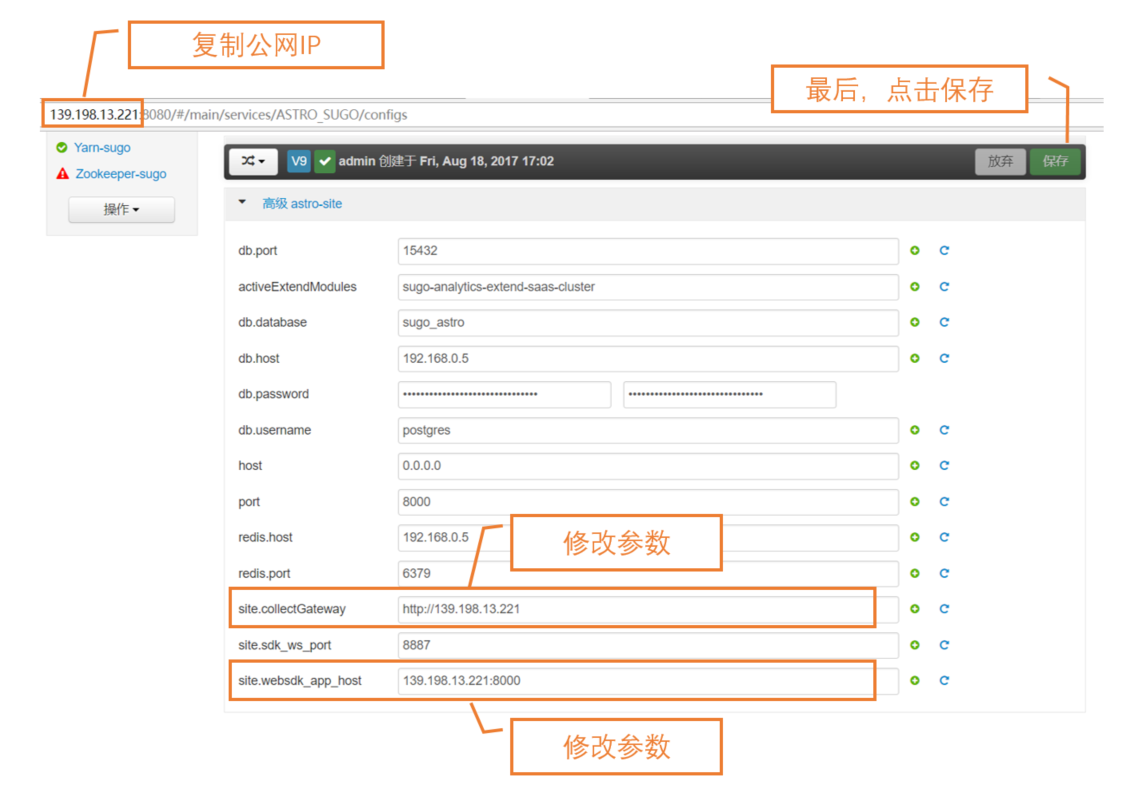 复制公网IP
最后，点击保存
139.198.13.221:8080/#/main/services/ASTRO_SUGO/configs
Yarn-sugo
Zookeeper-sugo
操作
V9 admin 创建于 Fri, Aug 18, 2017 17:02 放弃 保存
高级 astro-site
db.port 15432
activeExtendModules sugo-analytics-extend-saas-cluster
db.database sugo_astro
db.host 192.168.0.5
db.password
db.username postgres
host 0.0.0.0
port 8000
redis.host 192.168.0.5
修改参数
redis.port 6379
site.collectGateway http://139.198.13.221
site.sdk_ws_port 8887
site.websdk_app_host 139.198.13.221:8000
修改参数